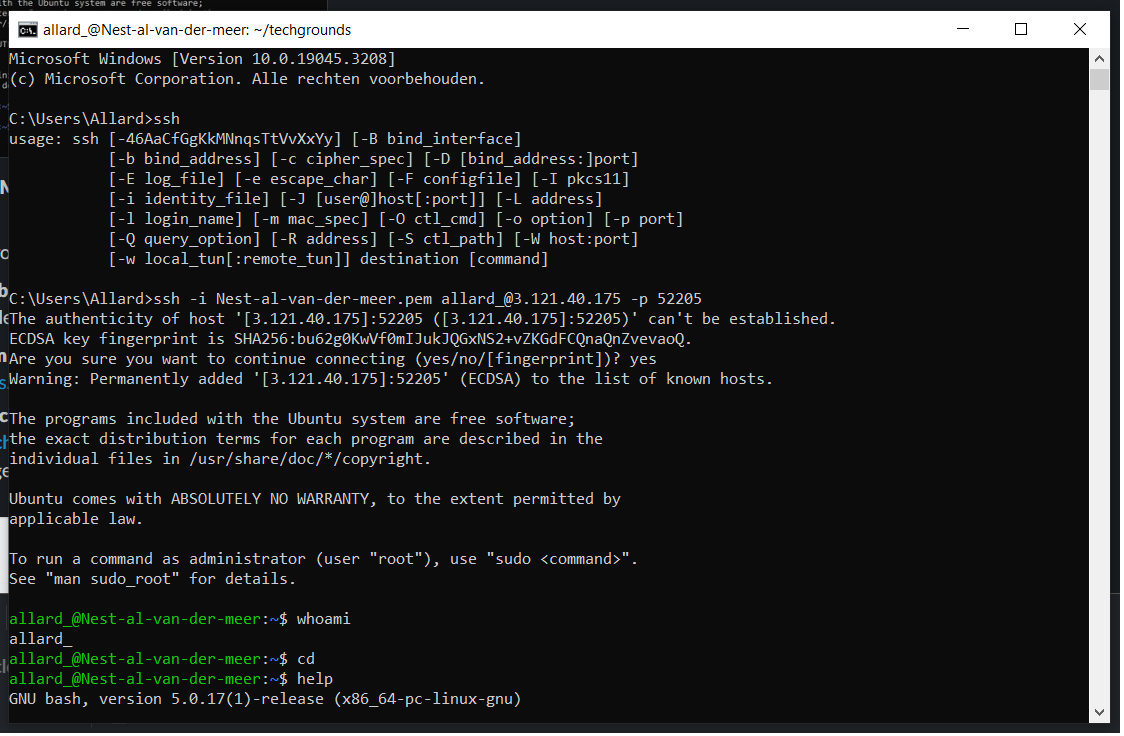 ith the Ubuntu system are free software;
allard_@Nest-al-van-der-meer: ~/techgrounds
Microsoft Windows [Version 10.0.19045.3208]
(c) Microsoft Corporation. Alle rechten voorbehouden.
C:\Users\Allard>ssh
usage: ssh [-46AaCfGgKkMNnqsTtVvXxYy] [-B bind_interface]
[-b bind_address] [-c cipher_spec] [-D [bind_address:]port]
[-E log_file] [-e escape_char] [-F configfile] [-I pkcs11]
[-i identity_file] [-J [user@]host[:port]] [-L address]
[-l login_name] [-m mac_spec] [-O ctl_cmd] [-o option] [-p port]
[-Q query_option] [-R address] [-S ctl_path] [-W host:port]
[-w local_tun[:remote_tun]] destination [command]
C:\Users\Allard>ssh -i Nest-al-van-der-meer.pem allard_@3.121.40.175 -p 52205
The authenticity of host '[3.121.40.175]:52205 ([3.121.40.175]:52205)' can't be established.
ECDSA key fingerprint is SHA256:bu62g0KwVf0mIJukJQGxNS2+vZKGdFCQnaQnZvevaoQ.
Are you sure you want to continue connecting (yes/no/[fingerprint])? yes
Warning: Permanently added '[3.121.40.175]:52205' (ECDSA) to the list of known hosts.
The programs included with the Ubuntu system are free software;
the exact distribution terms for each program are described in the
individual files in /usr/share/doc/*/copyright.
Ubuntu comes with ABSOLUTELY NO WARRANTY, to the extent permitted by
applicable law.
To run a command as administrator (user "root"), use "sudo <command>".
See "man sudo_root" for details.
allard_@Nest-al-van-der-meer:~$ whoami
allard_
allard_@Nest-al-van-der-meer:~$ cd
allard_@Nest-al-van-der-meer:~$ help
GNU bash, version 5.0.17(1)-release (x86_64-pc-linux-gnu)